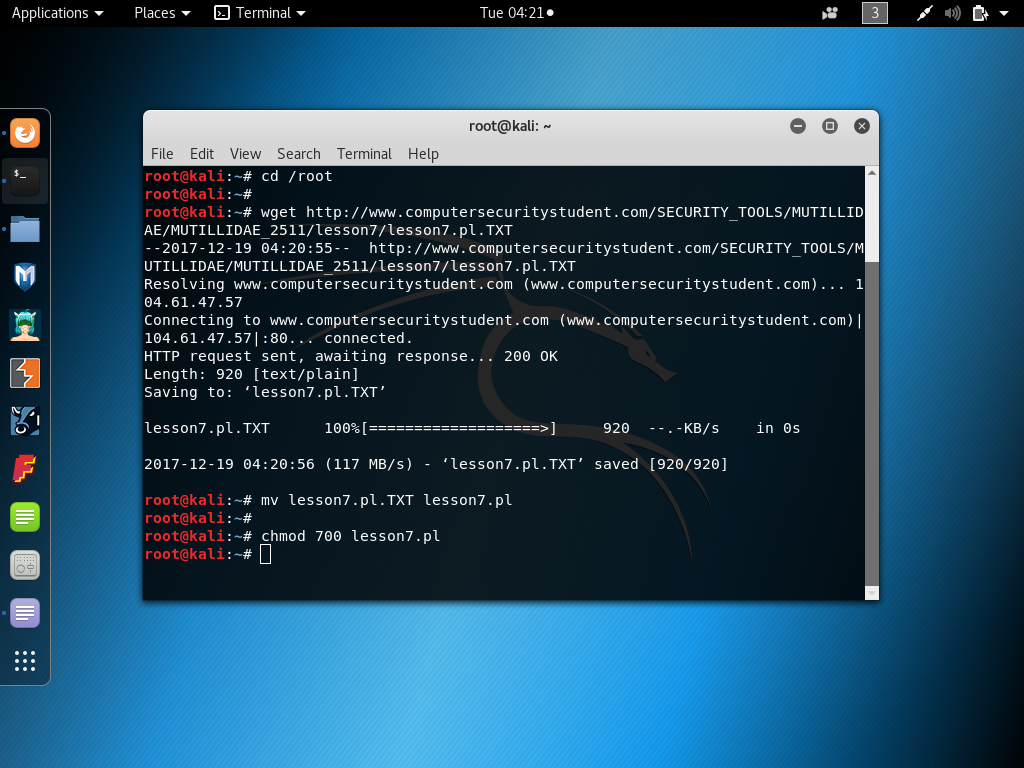 Applications Places Terminal Tue 04:21 3
root@kali: ~
File Edit View Search Terminal Help
root@kali:~# cd /root
root@kali:~#
root@kali:~# wget http://www.computersecuritystudent.com/SECURITY_TOOLS/MUTILLID
AE/MUTILLIDAE_2511/lesson7/lesson7.pl.TXT
--2017-12-19 04:20:55--  http://www.computersecuritystudent.com/SECURITY_TOOLS/M
UTILLIDAE/MUTILLIDAE_2511/lesson7/lesson7.pl.TXT
Resolving www.computersecuritystudent.com (www.computersecuritystudent.com)... 1
04.61.47.57
Connecting to www.computersecuritystudent.com (www.computersecuritystudent.com)|
104.61.47.57|:80... connected.
HTTP request sent, awaiting response... 200 OK
Length: 920 [text/plain]
Saving to: ‘lesson7.pl.TXT’
lesson7.pl.TXT      100%[===================>]     920  --.-KB/s    in 0s
2017-12-19 04:20:56 (117 MB/s) - ‘lesson7.pl.TXT’ saved [920/920]
root@kali:~# mv lesson7.pl.TXT lesson7.pl
root@kali:~#
root@kali:~# chmod 700 lesson7.pl
root@kali:~#